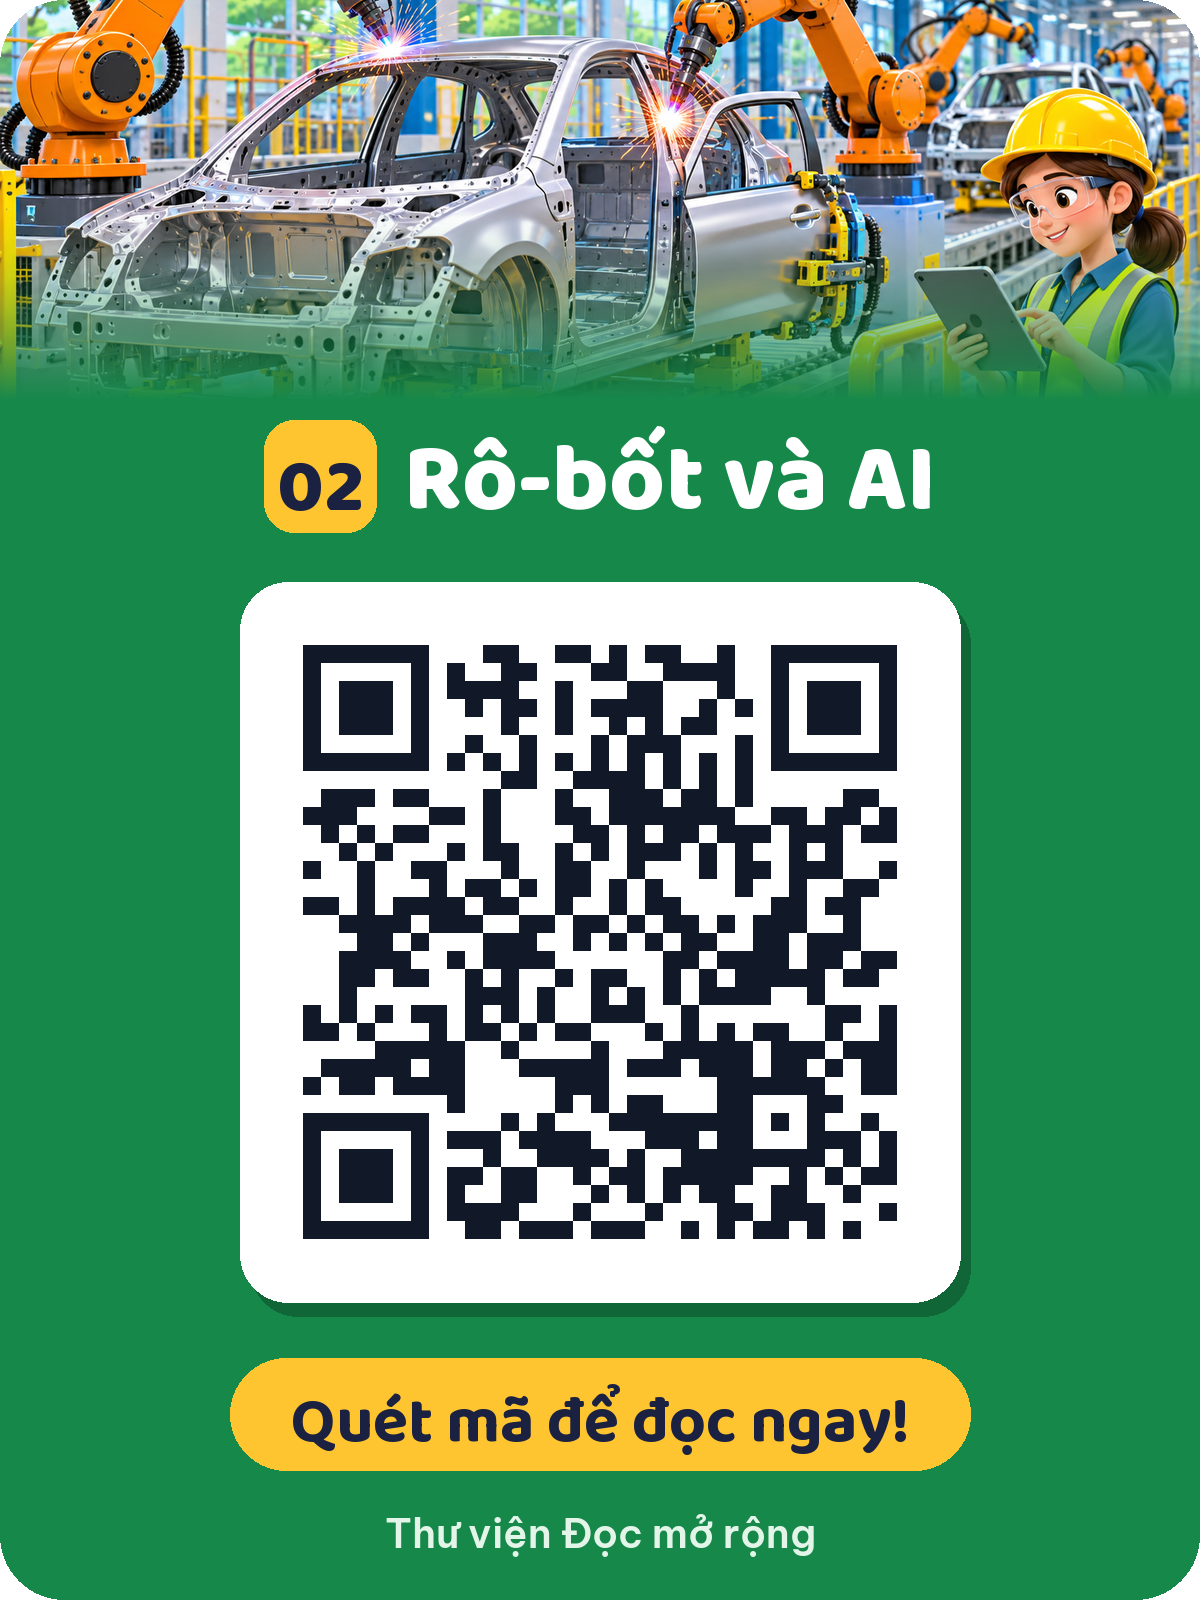 02 Rô-bốt và AI
Quét mã để đọc ngay!
Thư viện Đọc mở rộng